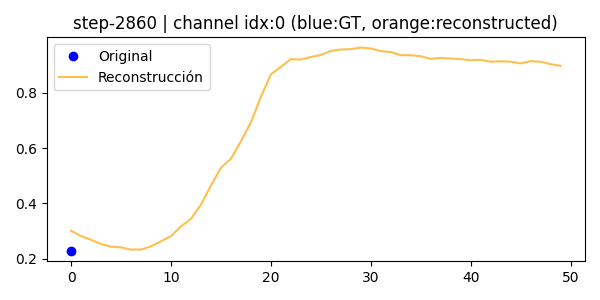 step-2860 | channel idx:0 (blue:GT, orange:reconstructed)
Original
Reconstrucción
0.8
0.6
0.4
0.2
0 10 20 30 40 50